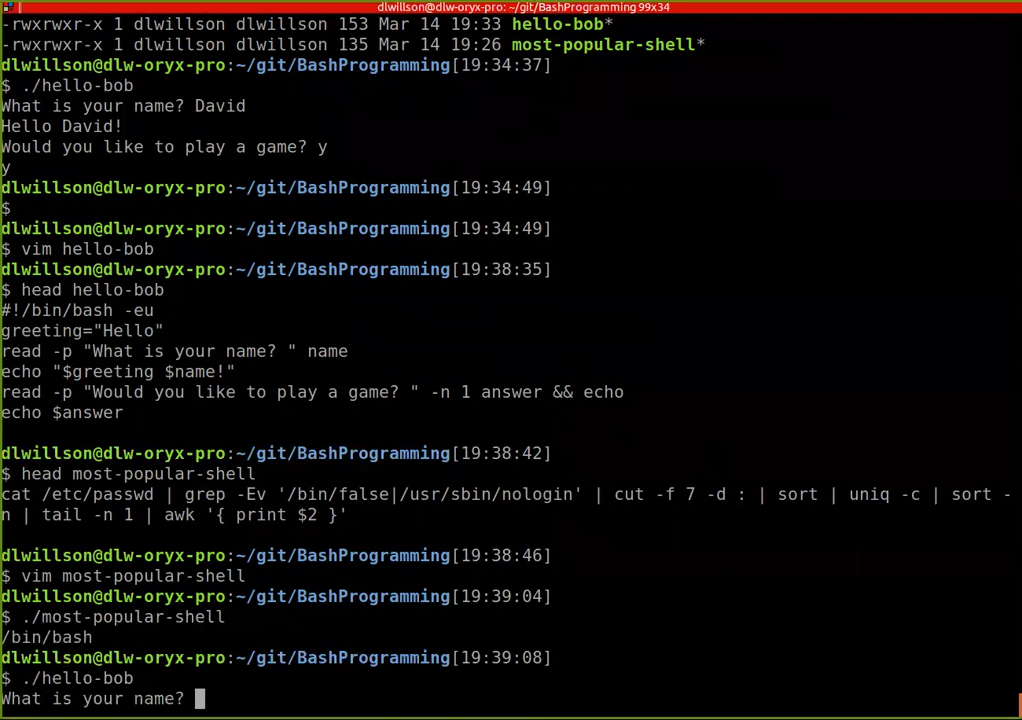 dlwillson@dlw-oryx-pro: ~/git/BashProgramming 99x34
-rwxrwxr-x 1 dlwillson dlwillson 153 Mar 14 19:33 hello-bob*
-rwxrwxr-x 1 dlwillson dlwillson 135 Mar 14 19:26 most-popular-shell*
dlwillson@dlw-oryx-pro:~/git/BashProgramming[19:34:37]
$ ./hello-bob
What is your name? David
Hello David!
Would you like to play a game? y
y
dlwillson@dlw-oryx-pro:~/git/BashProgramming[19:34:49]
$
dlwillson@dlw-oryx-pro:~/git/BashProgramming[19:34:49]
$ vim hello-bob
dlwillson@dlw-oryx-pro:~/git/BashProgramming[19:38:35]
$ head hello-bob
#!/bin/bash -eu
greeting="Hello"
read -p "What is your name? " name
echo "$greeting $name!"
read -p "Would you like to play a game? " -n 1 answer && echo
echo $answer
dlwillson@dlw-oryx-pro:~/git/BashProgramming[19:38:42]
$ head most-popular-shell
cat /etc/passwd | grep -Ev '/bin/false|/usr/sbin/nologin' | cut -f 7 -d : | sort | uniq -c | sort -
n | tail -n 1 | awk '{ print $2 }'
dlwillson@dlw-oryx-pro:~/git/BashProgramming[19:38:46]
$ vim most-popular-shell
dlwillson@dlw-oryx-pro:~/git/BashProgramming[19:39:04]
$ ./most-popular-shell
/bin/bash
dlwillson@dlw-oryx-pro:~/git/BashProgramming[19:39:08]
$ ./hello-bob
What is your name?